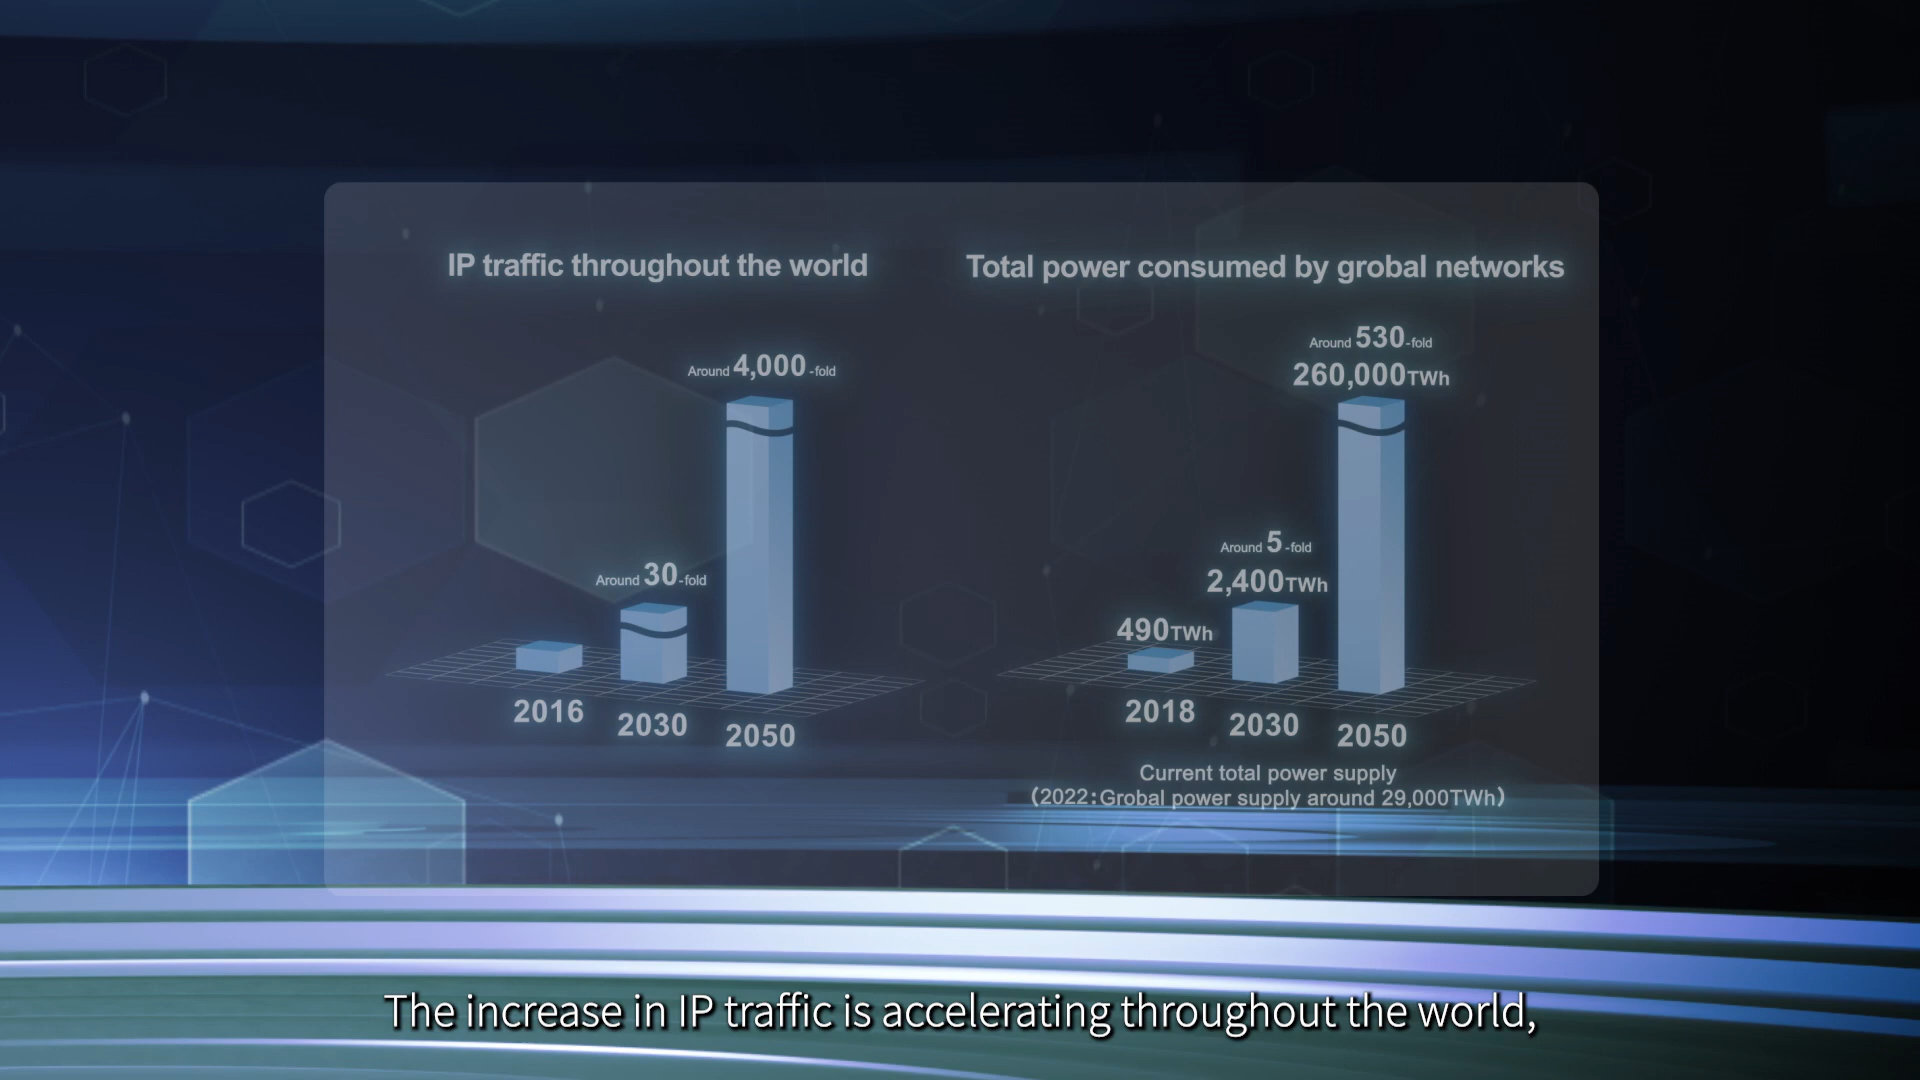 IP traffic throughout the world
Around 4,000-fold
Around 30-fold
2016
2030
2050
Total power consumed by grobal networks
Around 530-fold
260,000TWh
Around 5-fold
2,400TWh
490TWh
2018
2030
2050
Current total power supply
(2022:Grobal power supply around 29,000TWh)
The increase in IP traffic is accelerating throughout the world,